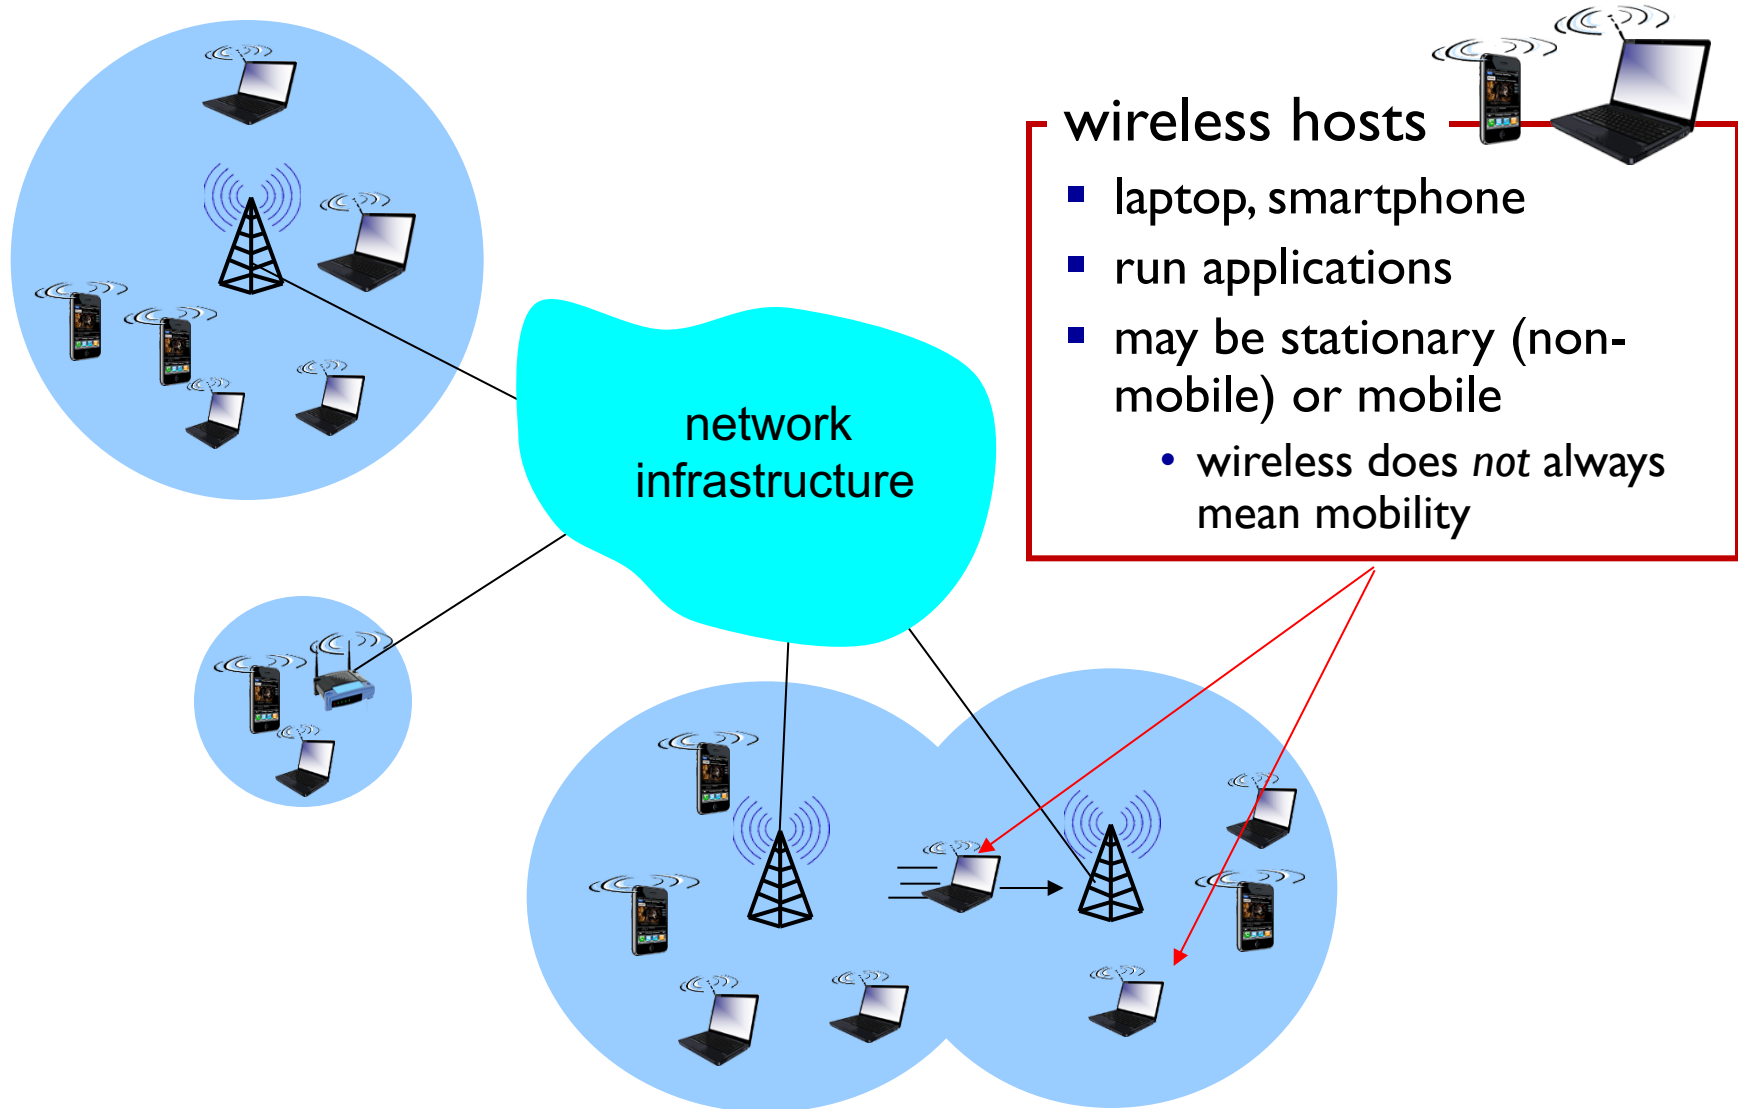 wireless hosts
laptop, smartphone
run applications
may be stationary (non-
mobile) or mobile
wireless does not always
mean mobility
network
infrastructure